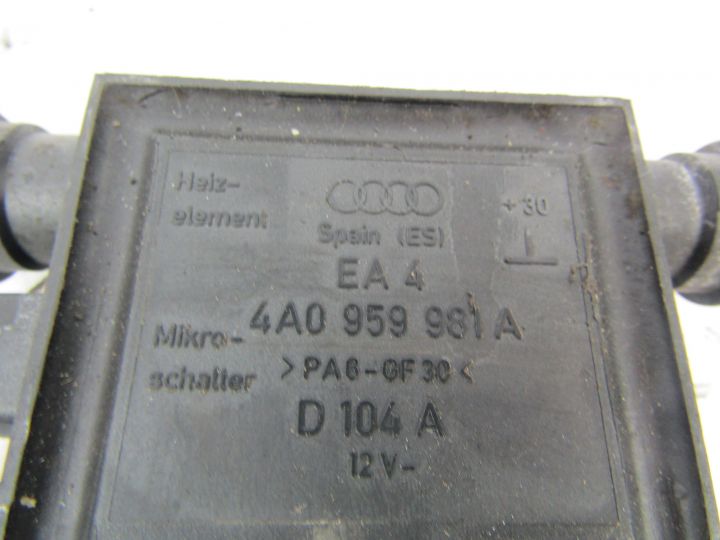 Heiz-
element
+30
Spain (ES)
EA 4
4A0 959 981 A
Mikro-
schalter
>PA6-GF30<
D 104 A
12 V-